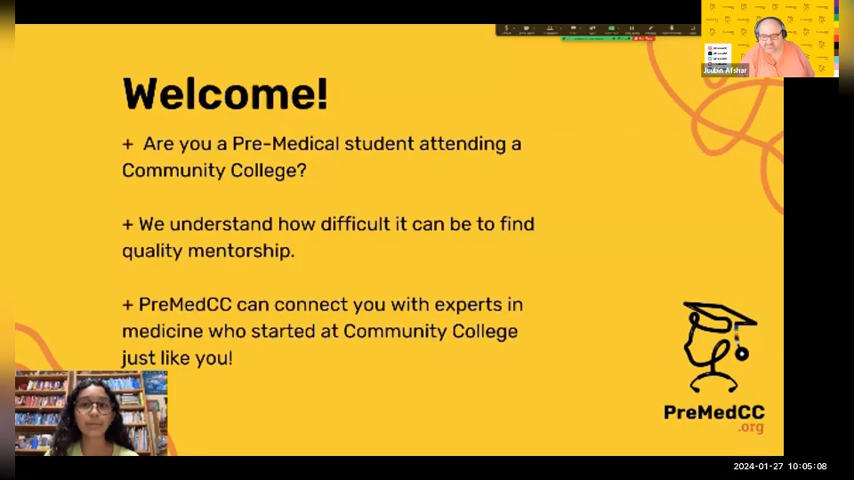 Welcome!
+ Are you a Pre-Medical student attending a
Community College?
+ We understand how difficult it can be to find
quality mentorship.
+ PreMedCC can connect you with experts in
medicine who started at Community College
just like you!
PreMedCC
.org
Joubin Afshar
2024-01-27 10:05:08